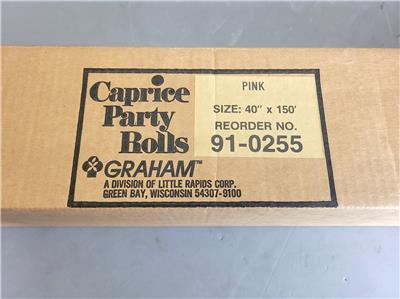 Caprice
Party
Rolls
GRAHAM™
A DIVISION OF LITTLE RAPIDS CORP.
GREEN BAY, WISCONSIN 54307-9100
PINK
SIZE: 40" x 150'
REORDER NO.
91-0255